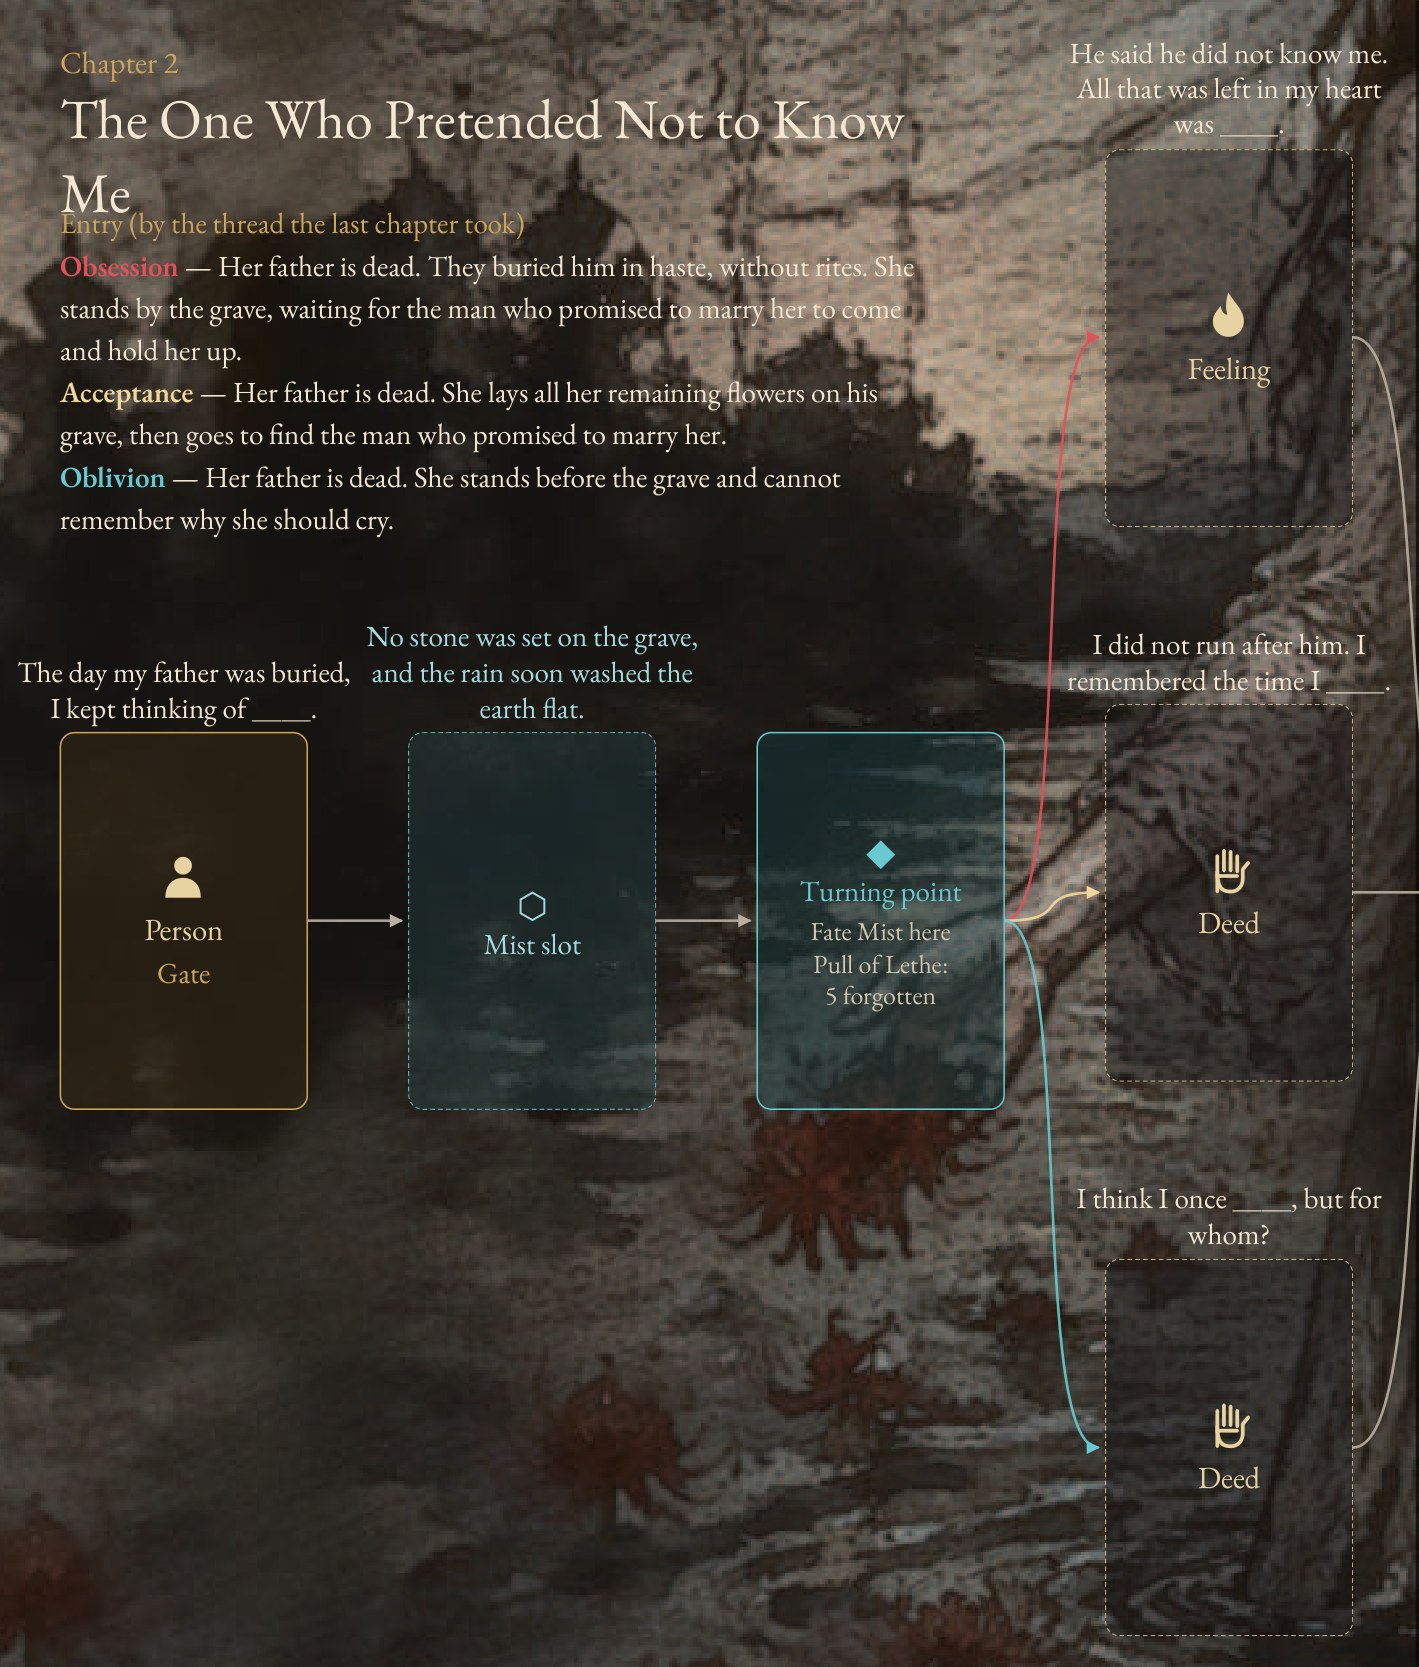 Chapter 2
The One Who Pretended Not to Know
Me
Entry (by the thread the last chapter took)
Obsession — Her father is dead. They buried him in haste, without rites. She
stands by the grave, waiting for the man who promised to marry her to come
and hold her up.
Acceptance — Her father is dead. She lays all her remaining flowers on his
grave, then goes to find the man who promised to marry her.
Oblivion — Her father is dead. She stands before the grave and cannot
remember why she should cry.
The day my father was buried,
I kept thinking of ____.
Person
Gate
No stone was set on the grave,
and the rain soon washed the
earth flat.
Mist slot
Turning point
Fate Mist here
Pull of Lethe:
5 forgotten
He said he did not know me.
All that was left in my heart
was ____.
Feeling
I did not run after him. I
remembered the time I ____.
Deed
I think I once ____, but for
whom?
Deed